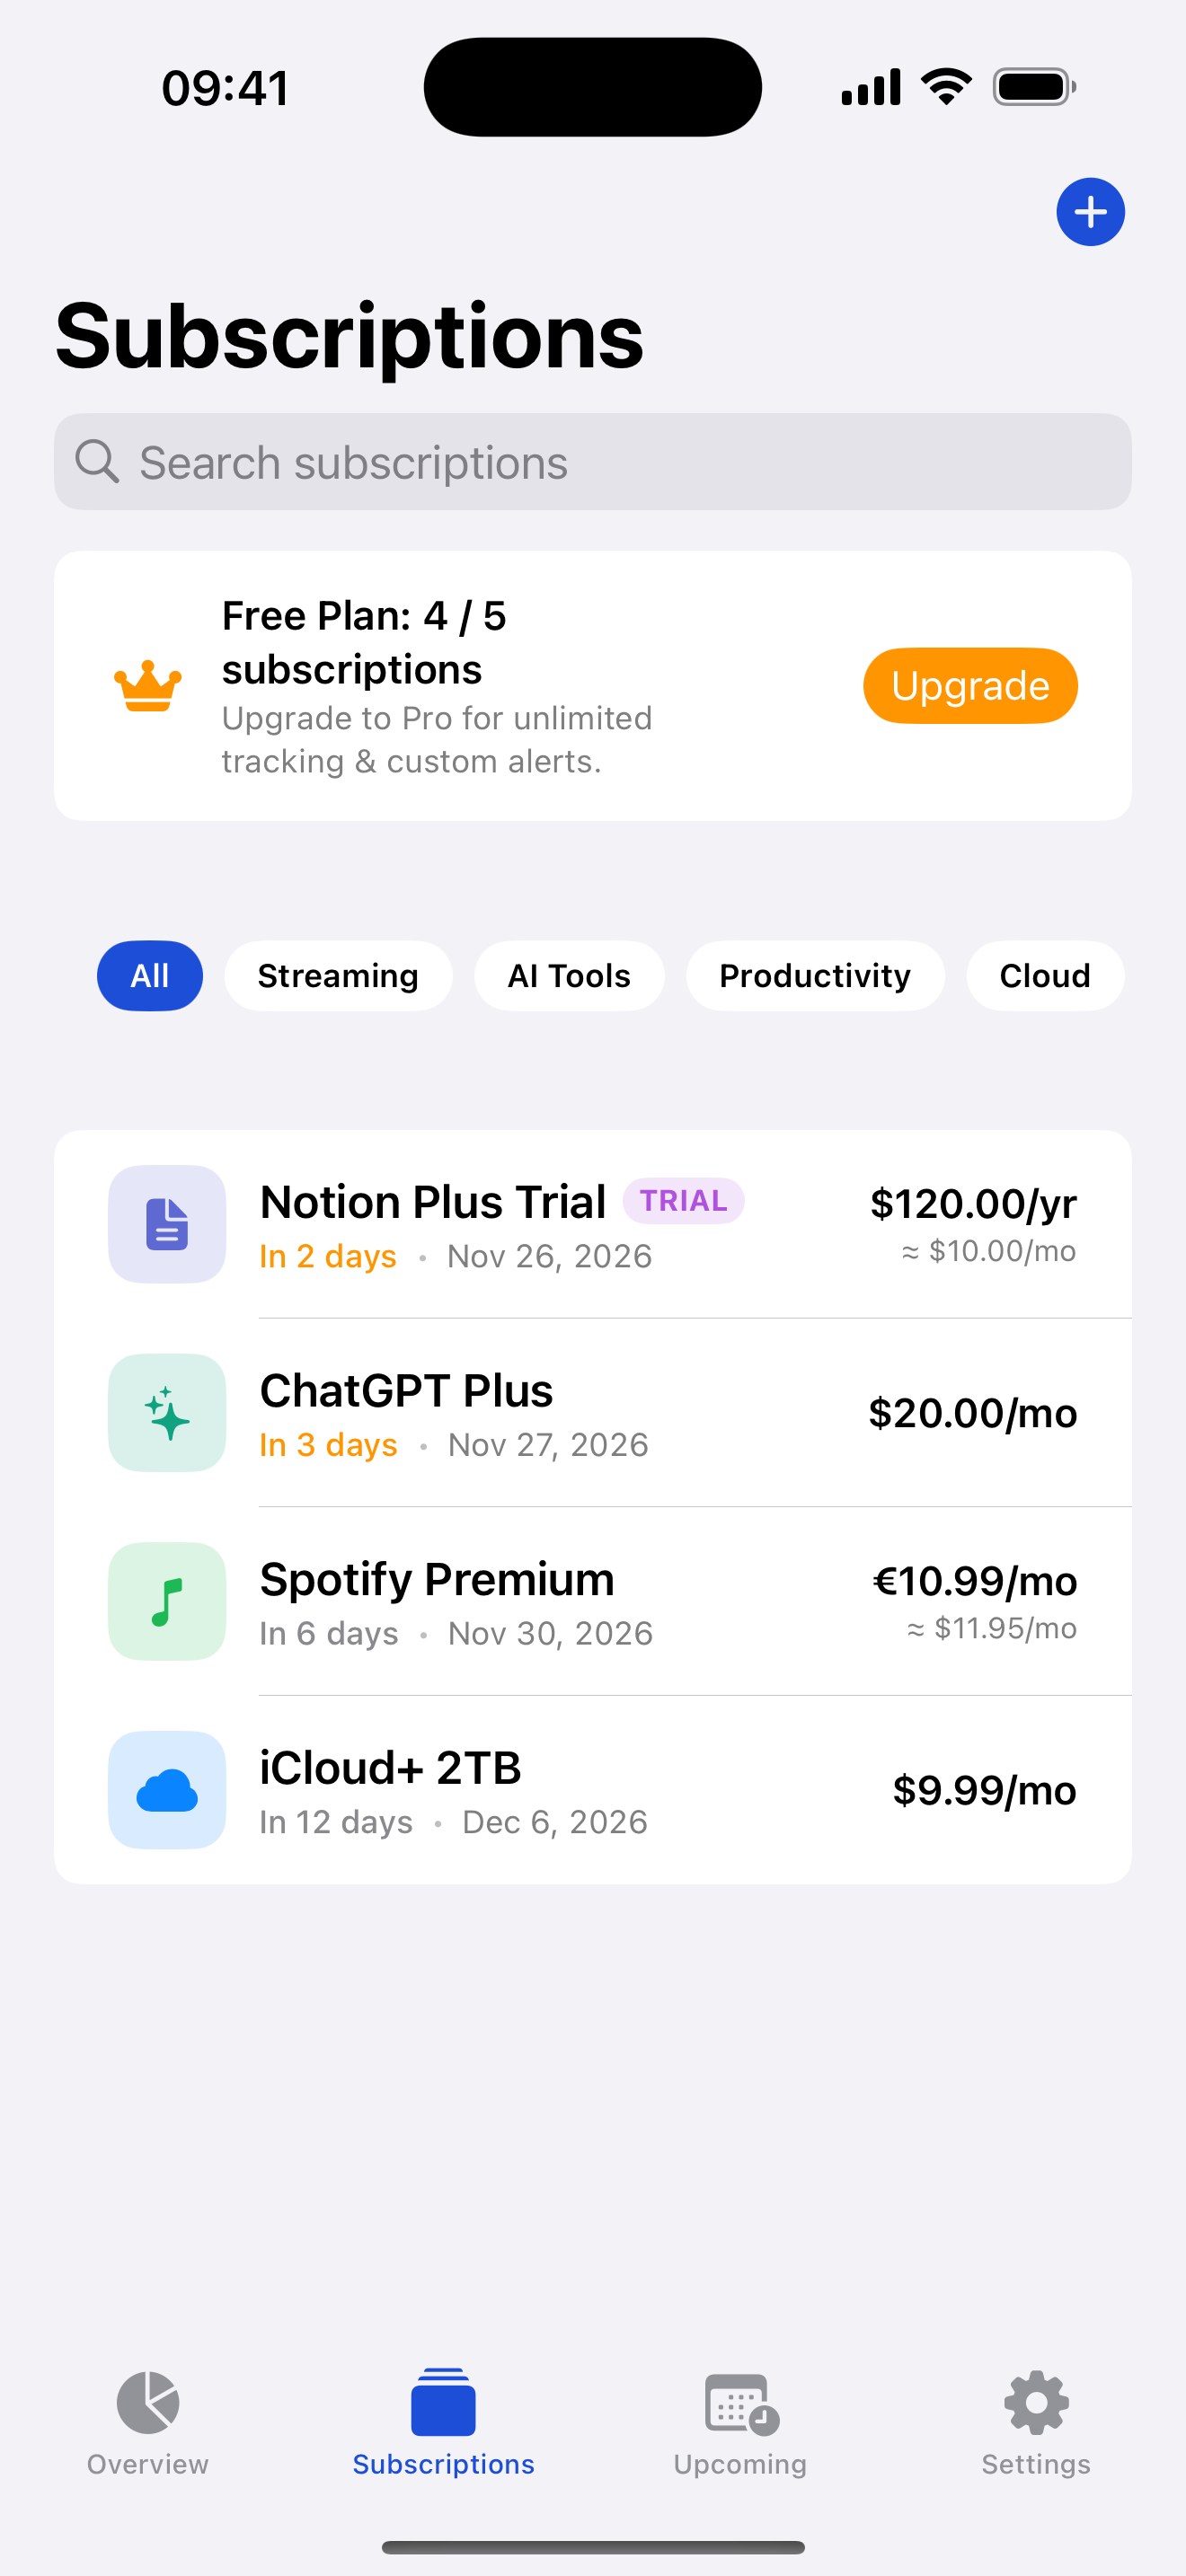 09:41
Subscriptions
Search subscriptions
Free Plan: 4 / 5
subscriptions
Upgrade to Pro for unlimited
tracking & custom alerts.
Upgrade
All
Streaming
AI Tools
Productivity
Cloud
Notion Plus Trial TRIAL
$120.00/yr
In 2 days • Nov 26, 2026
≈ $10.00/mo
ChatGPT Plus
$20.00/mo
In 3 days • Nov 27, 2026
Spotify Premium
€10.99/mo
In 6 days • Nov 30, 2026
≈ $11.95/mo
iCloud+ 2TB
$9.99/mo
In 12 days • Dec 6, 2026
Overview
Subscriptions
Upcoming
Settings